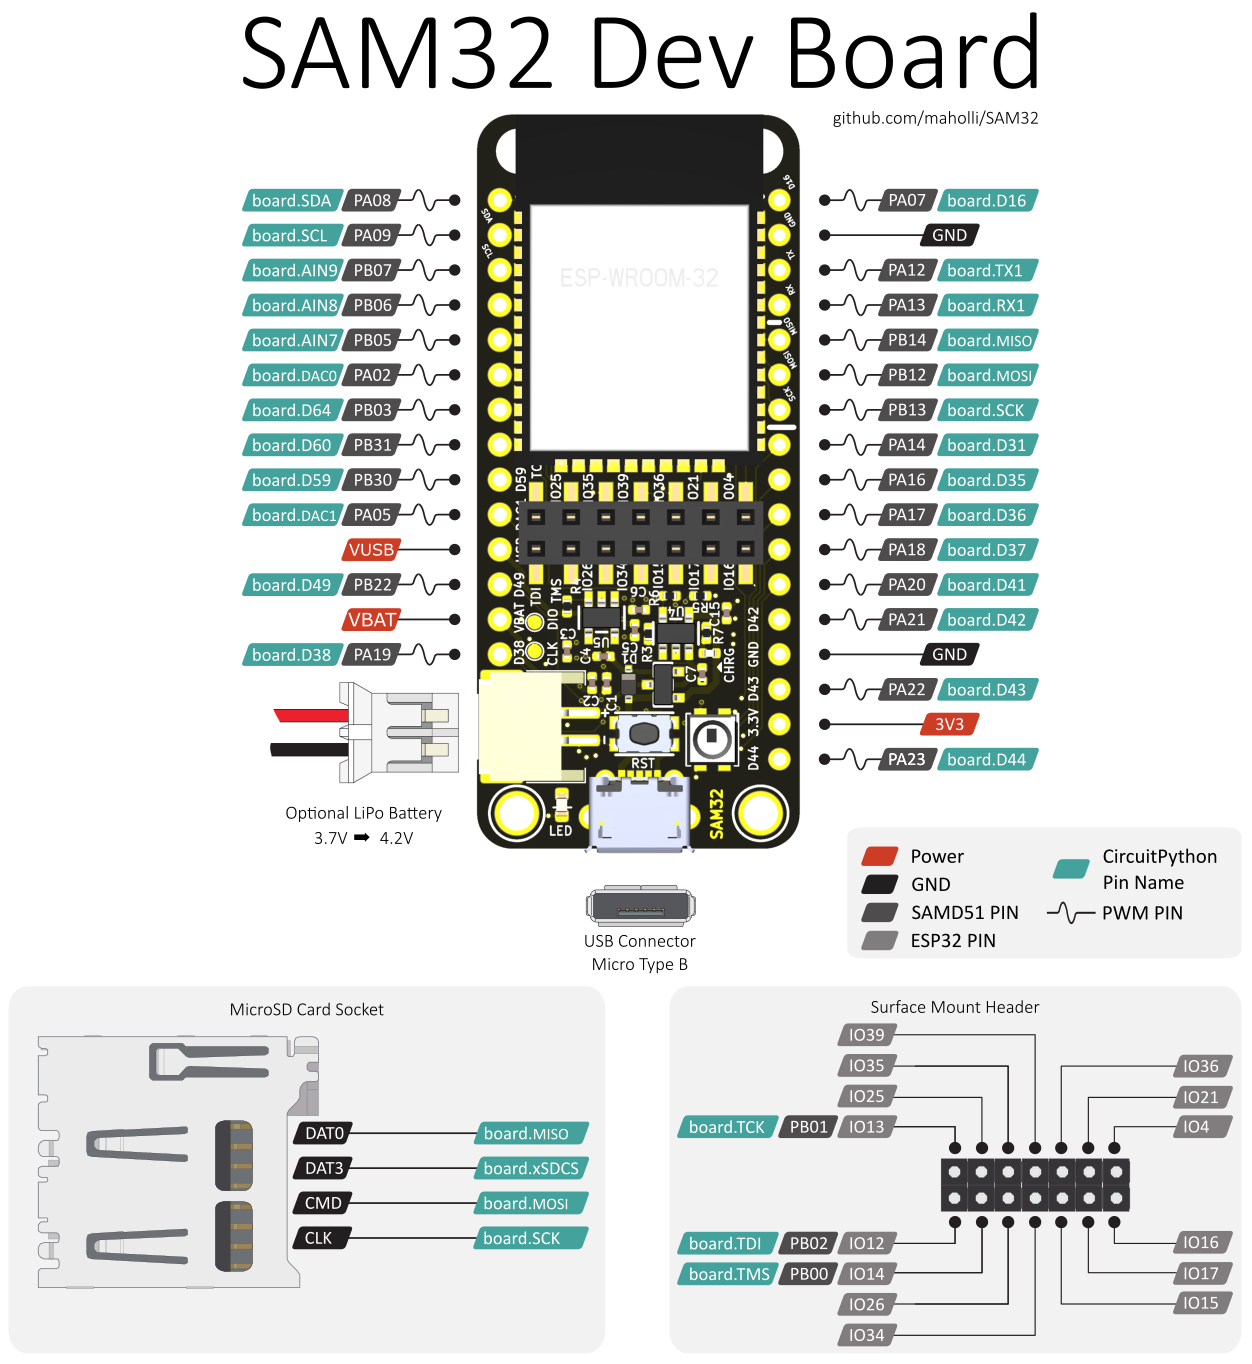 SAM32 Dev Board
github.com/maholli/SAM32
board.SDA PA08
board.SCL PA09
board.AIN9 PB07
board.AIN8 PB06
board.AIN7 PB05
board.DAC0 PA02
board.D64 PB03
board.D60 PB31
board.D59 PB30
board.DAC1 PA05
VUSB
board.D49 PB22
VBAT
board.D38 PA19
Optional LiPo Battery
3.7V ➡ 4.2V
SDA
SCL
D59
D49
VBAT
D38
ESP-WROOM-32
D16
GND
TX
RX
MISO
MOSI
SCK
TC
IO25
IO35
IO39
IO36
IO21
IO04
TDI
TMS
IO26
IO34
IO15
IO17
IO16
DIO
CLK
C4
C2
C1
R6
R3
R7
C15
C7
CHRG
D42
GND
D43
3.3V
D44
RST
LED
SAM32
PA07 board.D16
GND
PA12 board.TX1
PA13 board.RX1
PB14 board.MISO
PB12 board.MOSI
PB13 board.SCK
PA14 board.D31
PA16 board.D35
PA17 board.D36
PA18 board.D37
PA20 board.D41
PA21 board.D42
GND
PA22 board.D43
3V3
PA23 board.D44
USB Connector
Micro Type B
Power
GND
SAMD51 PIN
ESP32 PIN
CircuitPython
Pin Name
PWM PIN
MicroSD Card Socket
DAT0 board.MISO
DAT3 board.xSDCS
CMD board.MOSI
CLK board.SCK
Surface Mount Header
IO39
IO35 IO36
IO25 IO21
board.TCK PB01 IO13 IO4
board.TDI PB02 IO12 IO16
board.TMS PB00 IO14 IO17
IO26 IO15
IO34